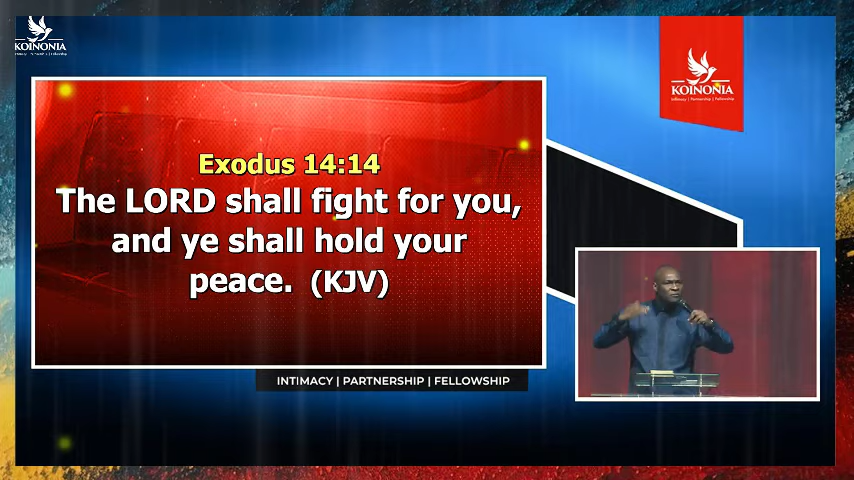 KOINONIA
KOINONIA
Intimacy | Partnership | Fellowship
Exodus 14:14
The LORD shall fight for you,
and ye shall hold your
peace. (KJV)
INTIMACY | PARTNERSHIP | FELLOWSHIP